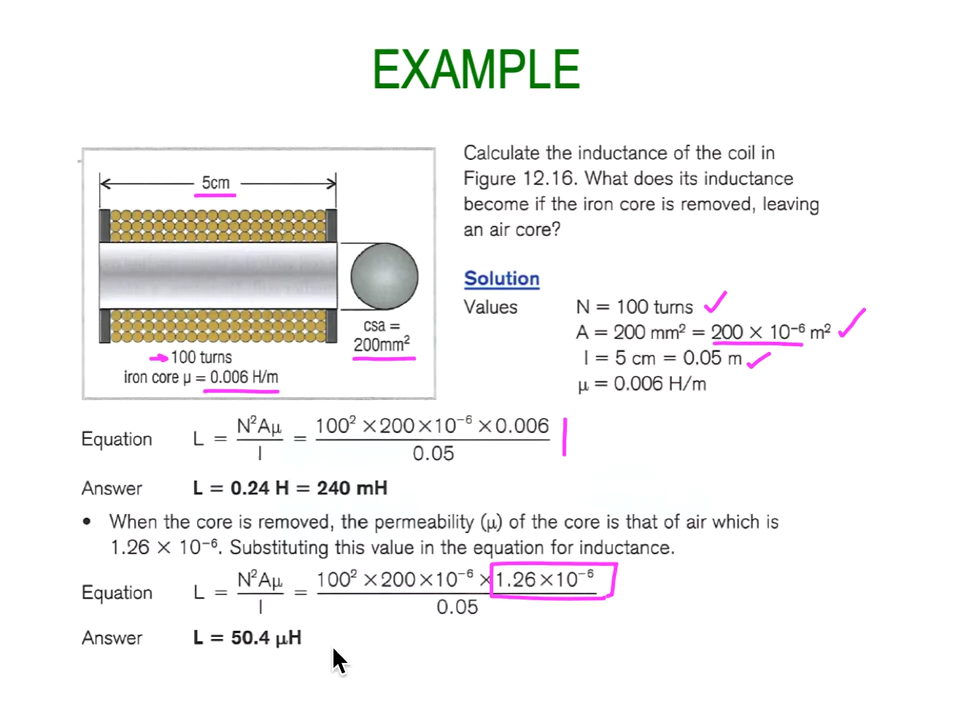 EXAMPLE
5cm
csa =
200mm²
100 turns
iron core μ = 0.006 H/m
Calculate the inductance of the coil in
Figure 12.16. What does its inductance
become if the iron core is removed, leaving
an air core?
Solution
Values N = 100 turns
A = 200 mm² = 200 × 10⁻⁶ m²
l = 5 cm = 0.05 m
μ = 0.006 H/m
Equation L = N²Aμ / l = 100² ×200×10⁻⁶ ×0.006 / 0.05
Answer L = 0.24 H = 240 mH
• When the core is removed, the permeability (μ) of the core is that of air which is
1.26 × 10⁻⁶. Substituting this value in the equation for inductance.
Equation L = N²Aμ / l = 100² ×200×10⁻⁶ ×1.26×10⁻⁶ / 0.05
Answer L = 50.4 μH